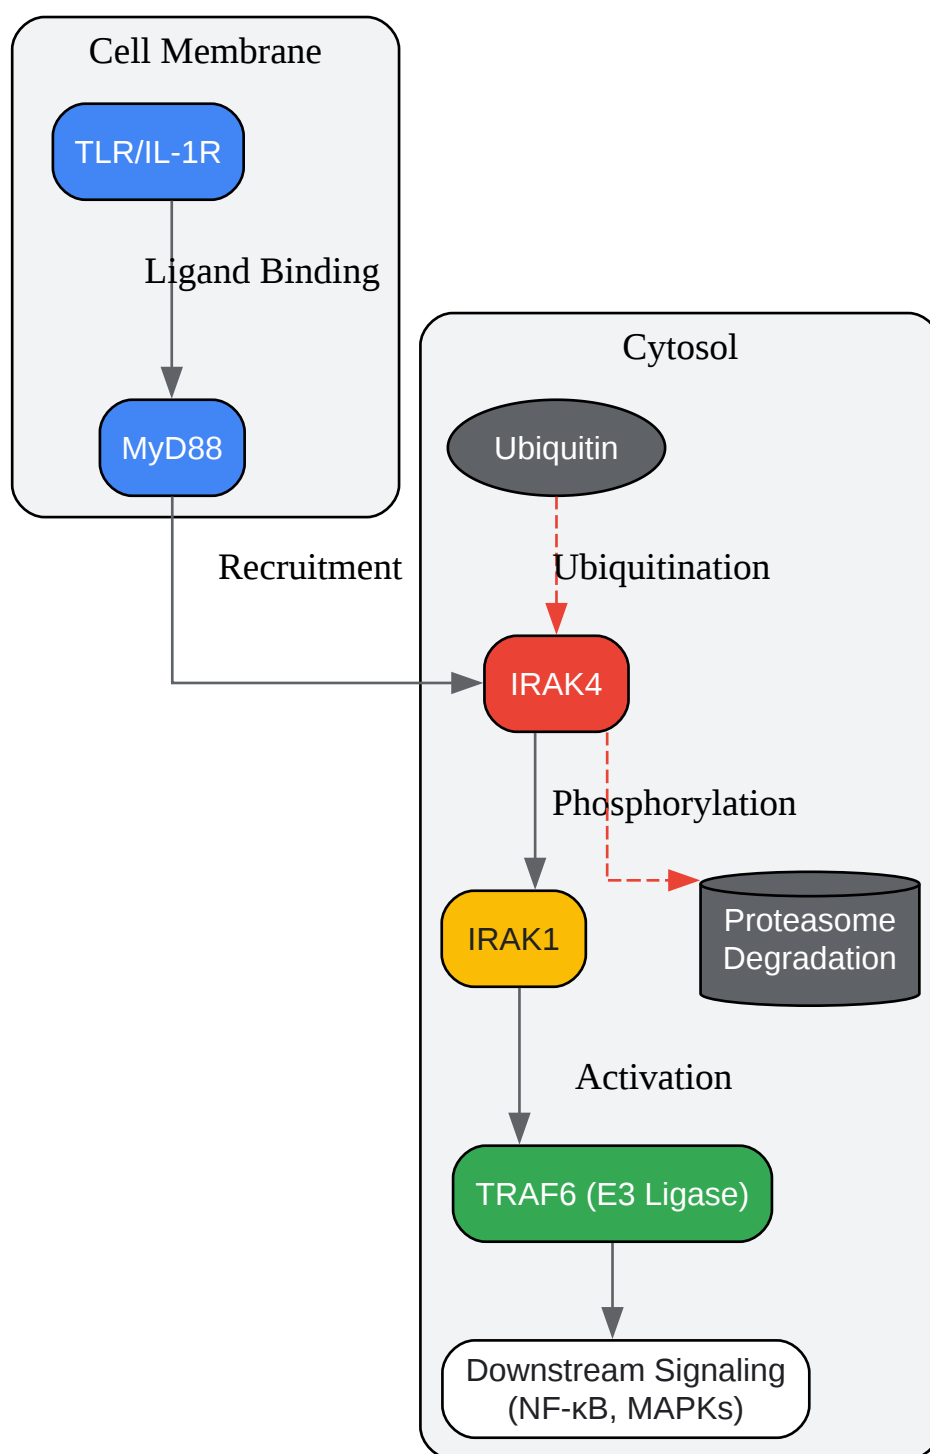 Cell Membrane
TLR/IL-1R
Ligand Binding
MyD88
Recruitment
Cytosol
Ubiquitin
Ubiquitination
IRAK4
Phosphorylation
IRAK1
Proteasome
Degradation
Activation
TRAF6 (E3 Ligase)
Downstream Signaling
(NF-κB, MAPKs)